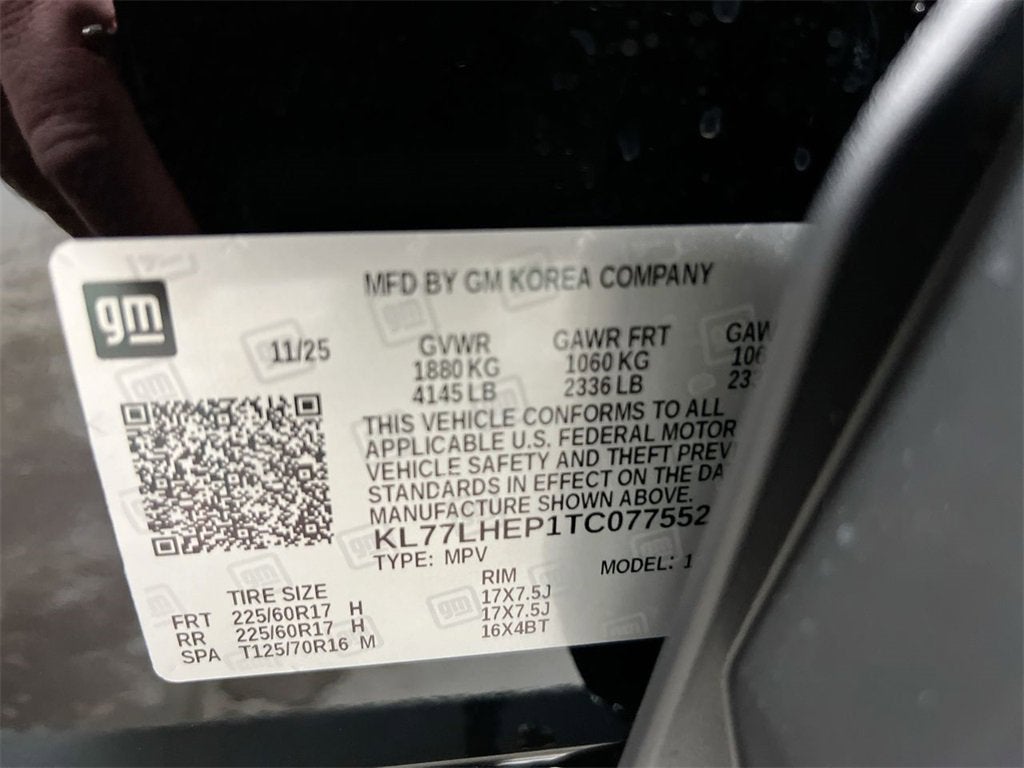 gm
MFD BY GM KOREA COMPANY
11/25
GVWR GAWR FRT
1880 KG 1060 KG
4145 LB 2336 LB
THIS VEHICLE CONFORMS TO ALL
APPLICABLE U.S. FEDERAL MOTOR
VEHICLE SAFETY AND THEFT PREV
STANDARDS IN EFFECT ON THE DA
MANUFACTURE SHOWN ABOVE.
KL77LHEP1TC077552
TYPE: MPV MODEL: 1
TIRE SIZE RIM
FRT 225/60R17 H 17X7.5J
RR 225/60R17 H 17X7.5J
SPA T125/70R16 M 16X4BT